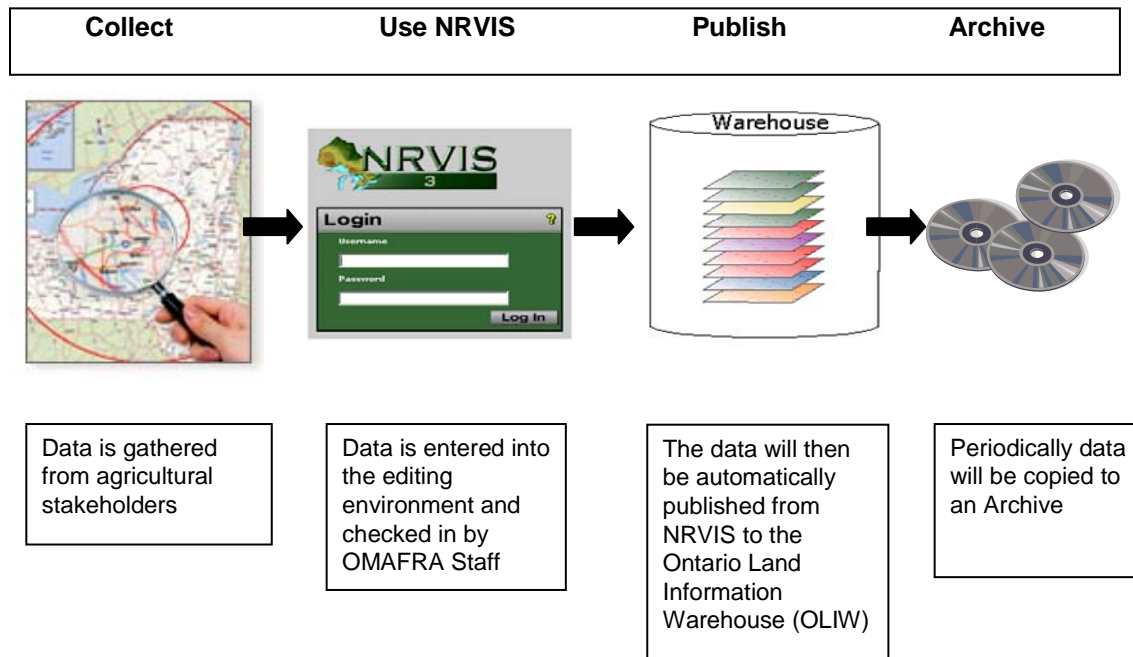 Collect Use NRVIS Publish Archive
NRVIS
3
Login ?
Username
Password
Log In
Warehouse
Data is gathered
from agricultural
stakeholders
Data is entered into
the editing
environment and
checked in by
OMAFRA Staff
The data will then
be automatically
published from
NRVIS to the
Ontario Land
Information
Warehouse (OLIW)
Periodically data
will be copied to
an Archive